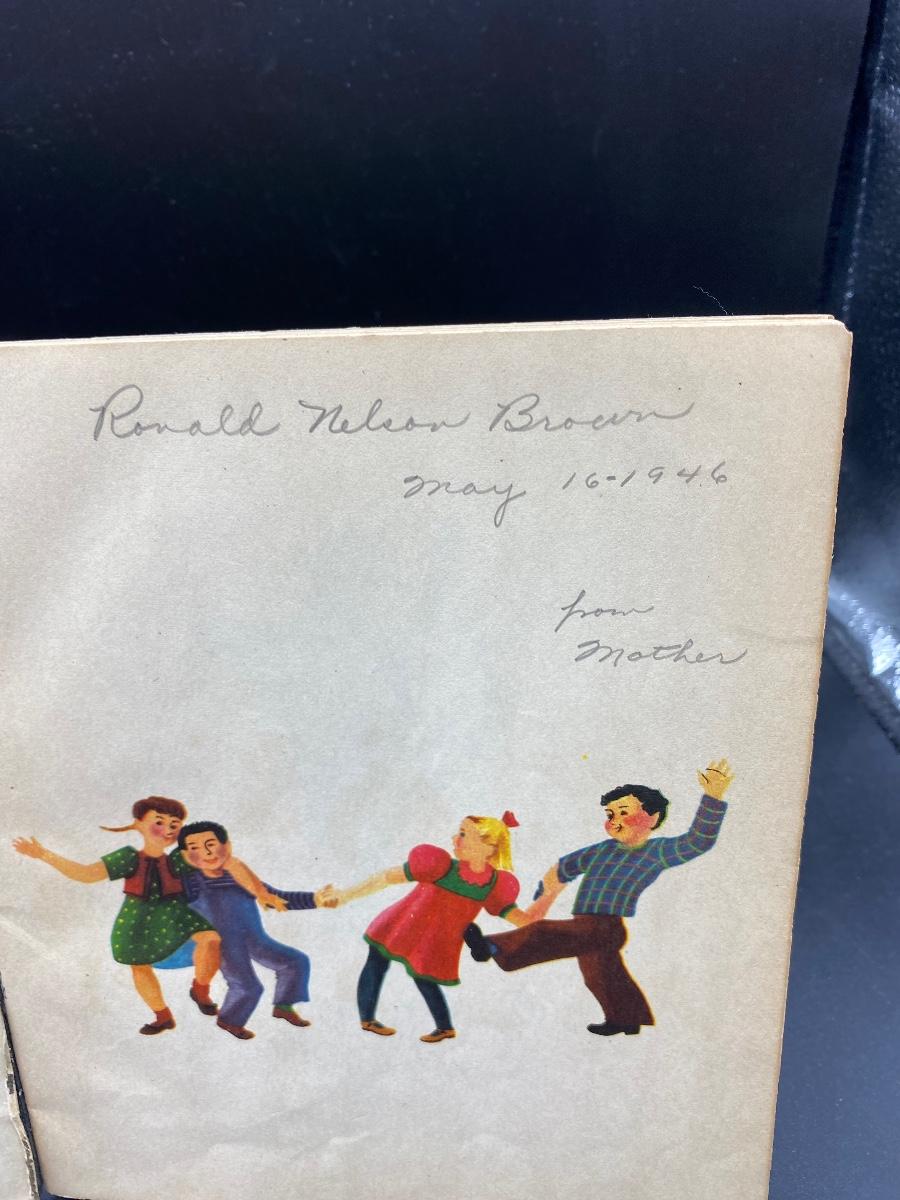 Ronald Nelson Brown
May 16-1946
from
Mother